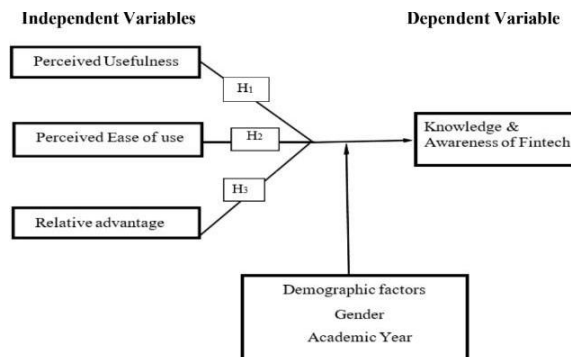 Independent Variables
Dependent Variable
Perceived Usefulness
H1
Perceived Ease of use
H2
Knowledge &
Awareness of Fintech
H3
Relative advantage
Demographic factors
Gender
Academic Year